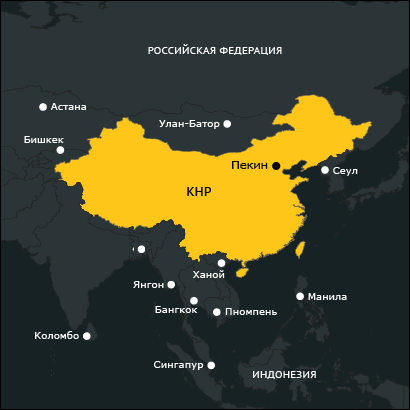 РОССИЙСКАЯ ФЕДЕРАЦИЯ
Астана
Улан-Батор
Бишкек
Пекин
Сеул
КНР
Ханой
Янгон
Манила
Бангкок
Пномпень
Коломбо
Сингапур
ИНДОНЕЗИЯ